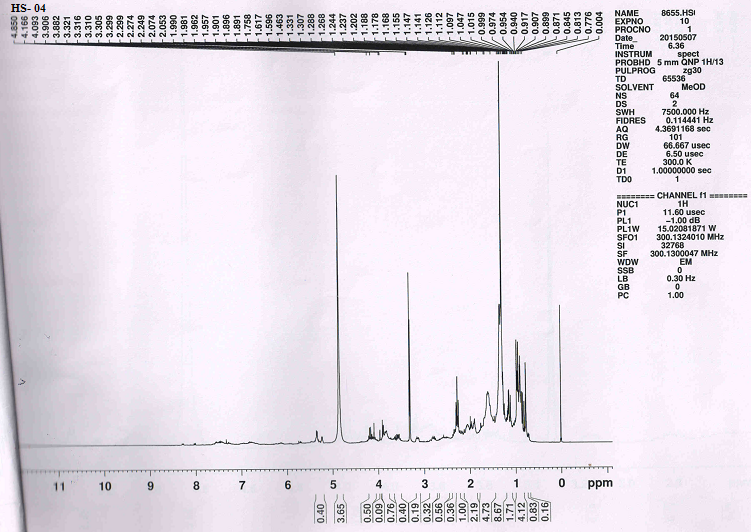 HS- 04
4.850
4.166
4.093
3.906
3.882
3.321
3.316
3.310
3.305
3.299
2.299
2.274
2.249
2.074
2.053
1.990
1.981
1.962
1.957
1.901
1.896
1.891
1.758
1.617
1.596
1.463
1.331
1.307
1.288
1.268
1.244
1.237
1.202
1.188
1.178
1.168
1.155
1.147
1.141
1.126
1.112
1.097
1.047
1.015
0.999
0.974
0.954
0.940
0.917
0.907
0.899
0.871
0.845
0.813
0.776
0.004
NAME 8655.HSI
EXPNO 10
PROCNO 1
Date_ 20150507
Time 6.36
INSTRUM spect
PROBHD 5 mm QNP 1H/13
PULPROG zg30
TD 65536
SOLVENT MeOD
NS 64
DS 2
SWH 7500.000 Hz
FIDRES 0.114441 Hz
AQ 4.3691168 sec
RG 101
DW 66.667 usec
DE 6.50 usec
TE 300.0 K
D1 1.00000000 sec
TD0 1
======== CHANNEL f1 ========
NUC1 1H
P1 11.60 usec
PL1 -1.00 dB
PL1W 15.02081871 W
SFO1 300.1324010 MHz
SI 32768
SF 300.1300047 MHz
WDW EM
SSB 0
LB 0.30 Hz
GB 0
PC 1.00
11 10 9 8 7 6 5 4 3 2 1 0 ppm
0.40
3.65
0.50
0.09
0.76
0.40
0.19
0.32
0.56
0.36
1.00
2.19
4.73
8.67
1.71
4.12
0.83
0.16